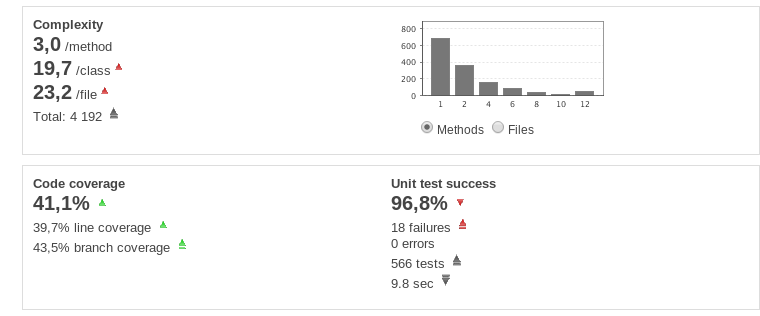 Complexity
3,0 /method
19,7 /class
23,2 /file
Total: 4 192
800
600
400
200
0
1 2 4 6 8 10 12
Methods Files
Code coverage
41,1%
39,7% line coverage
43,5% branch coverage
Unit test success
96,8%
18 failures
0 errors
566 tests
9.8 sec